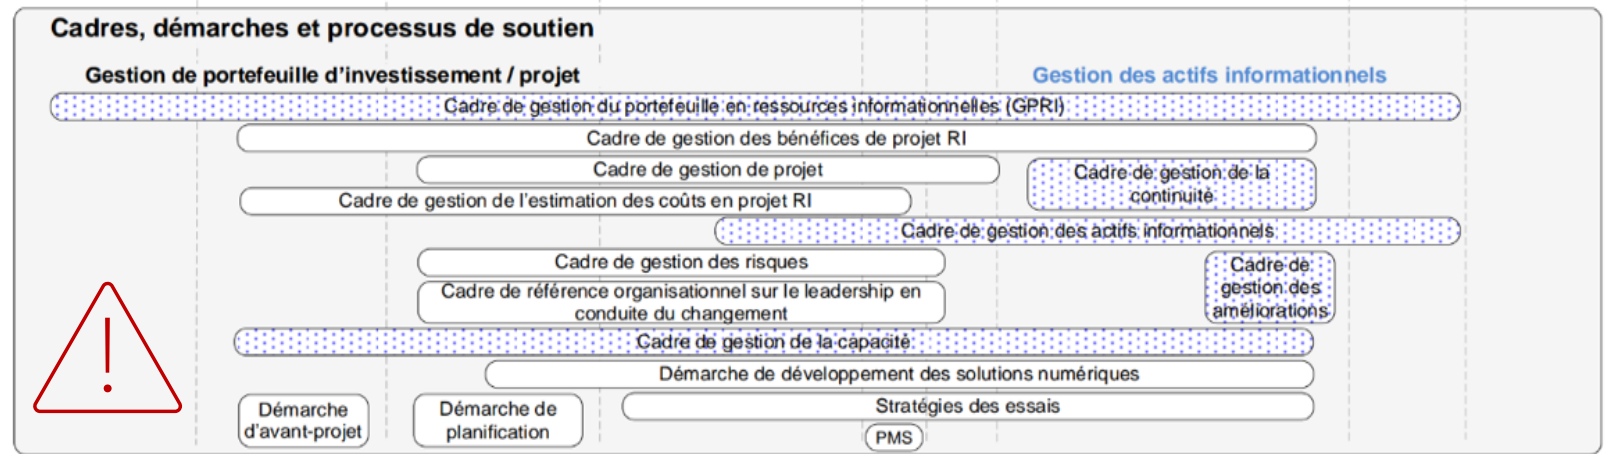 Cadres, démarches et processus de soutien
Gestion de portefeuille d'investissement / projet
Gestion des actifs informationnels
Cadre de gestion du portefeuille en ressources informationnelles (GPRI)
Cadre de gestion des bénéfices de projet RI
Cadre de gestion de projet
Cadre de gestion de la
continuité
Cadre de gestion de l'estimation des coûts en projet RI
Cadre de gestion des actifs informationnels
Cadre de gestion des risques
Cadre de
gestion des
améliorations
Cadre de référence organisationnel sur le leadership en
conduite du changement
Cadre de gestion de la capacité
Démarche de développement des solutions numériques
Démarche
d'avant-projet
Démarche de
planification
Stratégies des essais
PMS